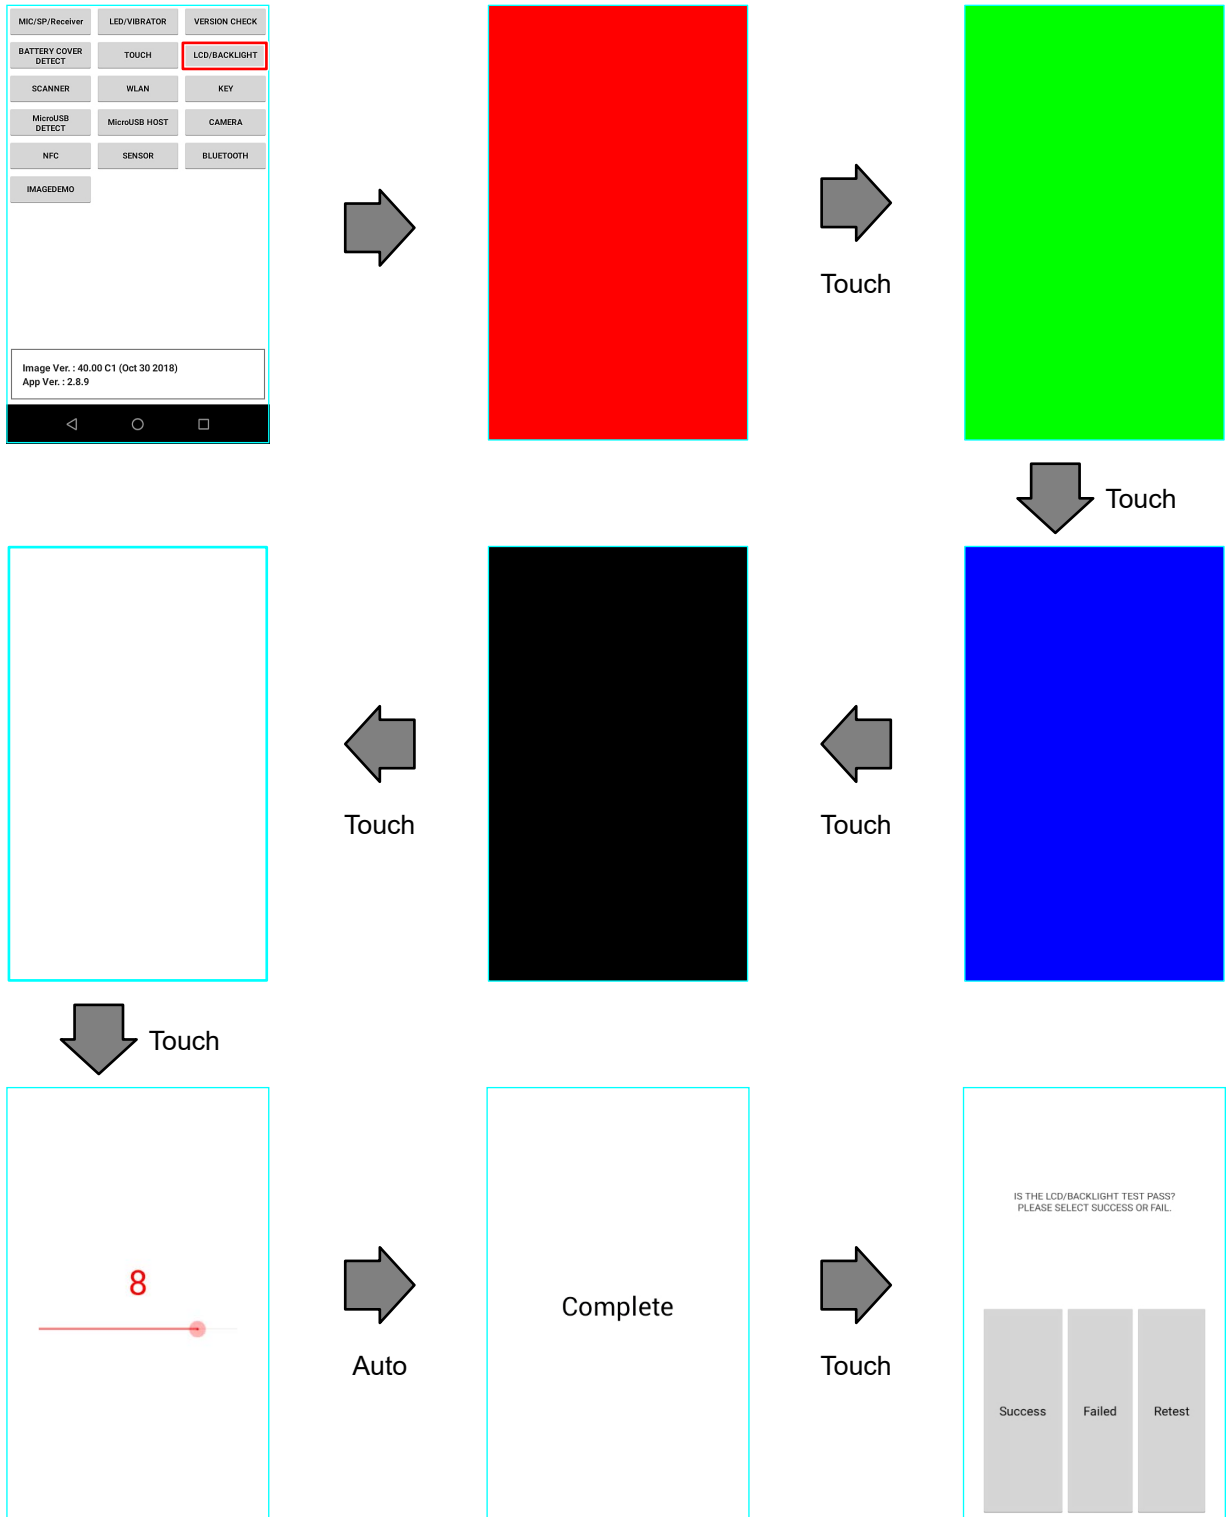 MIC/SP/Receiver
LED/VIBRATOR
VERSION CHECK
BATTERY COVER
DETECT
TOUCH
LCD/BACKLIGHT
SCANNER
WLAN
KEY
MicroUSB
DETECT
MicroUSB HOST
CAMERA
NFC
SENSOR
BLUETOOTH
IMAGEDEMO
Image Ver. : 40.00 C1 (Oct 30 2018)
App Ver. : 2.8.9
Touch
Touch
Touch
Touch
Touch
8
Auto
Complete
Touch
IS THE LCD/BACKLIGHT TEST PASS?
PLEASE SELECT SUCCESS OR FAIL.
Success
Failed
Retest